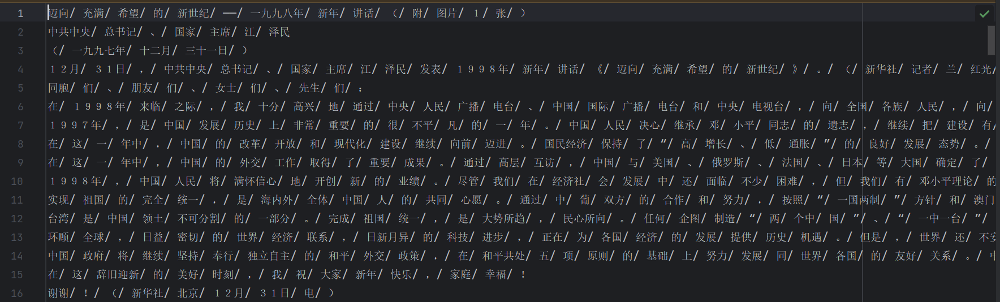 1 迈向/ 充满/ 希望/ 的/ 新世纪/ ——/ 一九九八年/ 新年/ 讲话/ （/ 附/ 图片/ １/ 张/ ）
2 中共中央/ 总书记/ 、/ 国家/ 主席/ 江/ 泽民
3 （/ 一九九七年/ 十二月/ 三十一日/ ）
4 １２月/ ３１日/ ，/ 中共中央/ 总书记/ 、/ 国家/ 主席/ 江/ 泽民/ 发表/ １９９８年/ 新年/ 讲话/ 《/ 迈向/ 充满/ 希望/ 的/ 新世纪/ 》/ 。/ （/ 新华社/ 记者/ 兰/ 红光/
5 同胞/ 们/ 、/ 朋友/ 们/ 、/ 女士/ 们/ 、/ 先生/ 们/ ：
6 在/ １９９８年/ 来临/ 之际/ ，/ 我/ 十分/ 高兴/ 地/ 通过/ 中央/ 人民/ 广播/ 电台/ 、/ 中国/ 国际/ 广播/ 电台/ 和/ 中央/ 电视台/ ，/ 向/ 全国/ 各族/ 人民/ ，/ 向/
7 １９９７年/ ，/ 是/ 中国/ 发展/ 历史/ 上/ 非常/ 重要/ 的/ 很/ 不平/ 凡/ 的/ 一/ 年/ 。/ 中国/ 人民/ 决心/ 继承/ 邓/ 小平/ 同志/ 的/ 遗志/ ，/ 继续/ 把/ 建设/ 有/
8 在/ 这/ 一/ 年中/ ，/ 中国/ 的/ 改革/ 开放/ 和/ 现代化/ 建设/ 继续/ 向前/ 迈进/ 。/ 国民经济/ 保持/ 了/ “/ 高/ 增长/ 、/ 低/ 通胀/ ”/ 的/ 良好/ 发展/ 态势/ 。/
9 在/ 这/ 一/ 年中/ ，/ 中国/ 的/ 外交/ 工作/ 取得/ 了/ 重要/ 成果/ 。/ 通过/ 高层/ 互访/ ，/ 中国/ 与/ 美国/ 、/ 俄罗斯/ 、/ 法国/ 、/ 日本/ 等/ 大国/ 确定/ 了/
10 １９９８年/ ，/ 中国/ 人民/ 将/ 满怀信心/ 地/ 开创/ 新/ 的/ 业绩/ 。/ 尽管/ 我们/ 在/ 经济社/ 会/ 发展/ 中/ 还/ 面临/ 不少/ 困难/ ，/ 但/ 我们/ 有/ 邓小平理论/ 的
11 实现/ 祖国/ 的/ 完全/ 统一/ ，/ 是/ 海内外/ 全体/ 中国/ 人/ 的/ 共同/ 心愿/ 。/ 通过/ 中/ 葡/ 双方/ 的/ 合作/ 和/ 努力/ ，/ 按照/ “/ 一国两制/ ”/ 方针/ 和/ 澳门
12 台湾/ 是/ 中国/ 领土/ 不可分割/ 的/ 一部分/ 。/ 完成/ 祖国/ 统一/ ，/ 是/ 大势所趋/ ，/ 民心所向/ 。/ 任何/ 企图/ 制造/ “/ 两/ 个中/ 国/ ”/ 、/ “/ 一中一台/ ”/
13 环顾/ 全球/ ，/ 日益/ 密切/ 的/ 世界/ 经济/ 联系/ ，/ 日新月异/ 的/ 科技/ 进步/ ，/ 正在/ 为/ 各国/ 经济/ 的/ 发展/ 提供/ 历史/ 机遇/ 。/ 但是/ ，/ 世界/ 还/ 不安
14 中国/ 政府/ 将/ 继续/ 坚持/ 奉行/ 独立自主/ 的/ 和平/ 外交/ 政策/ ，/ 在/ 和平共处/ 五/ 项/ 原则/ 的/ 基础/ 上/ 努力/ 发展/ 同/ 世界/ 各国/ 的/ 友好/ 关系/ 。/ 中
15 在/ 这/ 辞旧迎新/ 的/ 美好/ 时刻/ ，/ 我/ 祝/ 大家/ 新年/ 快乐/ ，/ 家庭/ 幸福/ ！
16 谢谢/ ！/ （/ 新华社/ 北京/ １２月/ ３１日/ 电/ ）